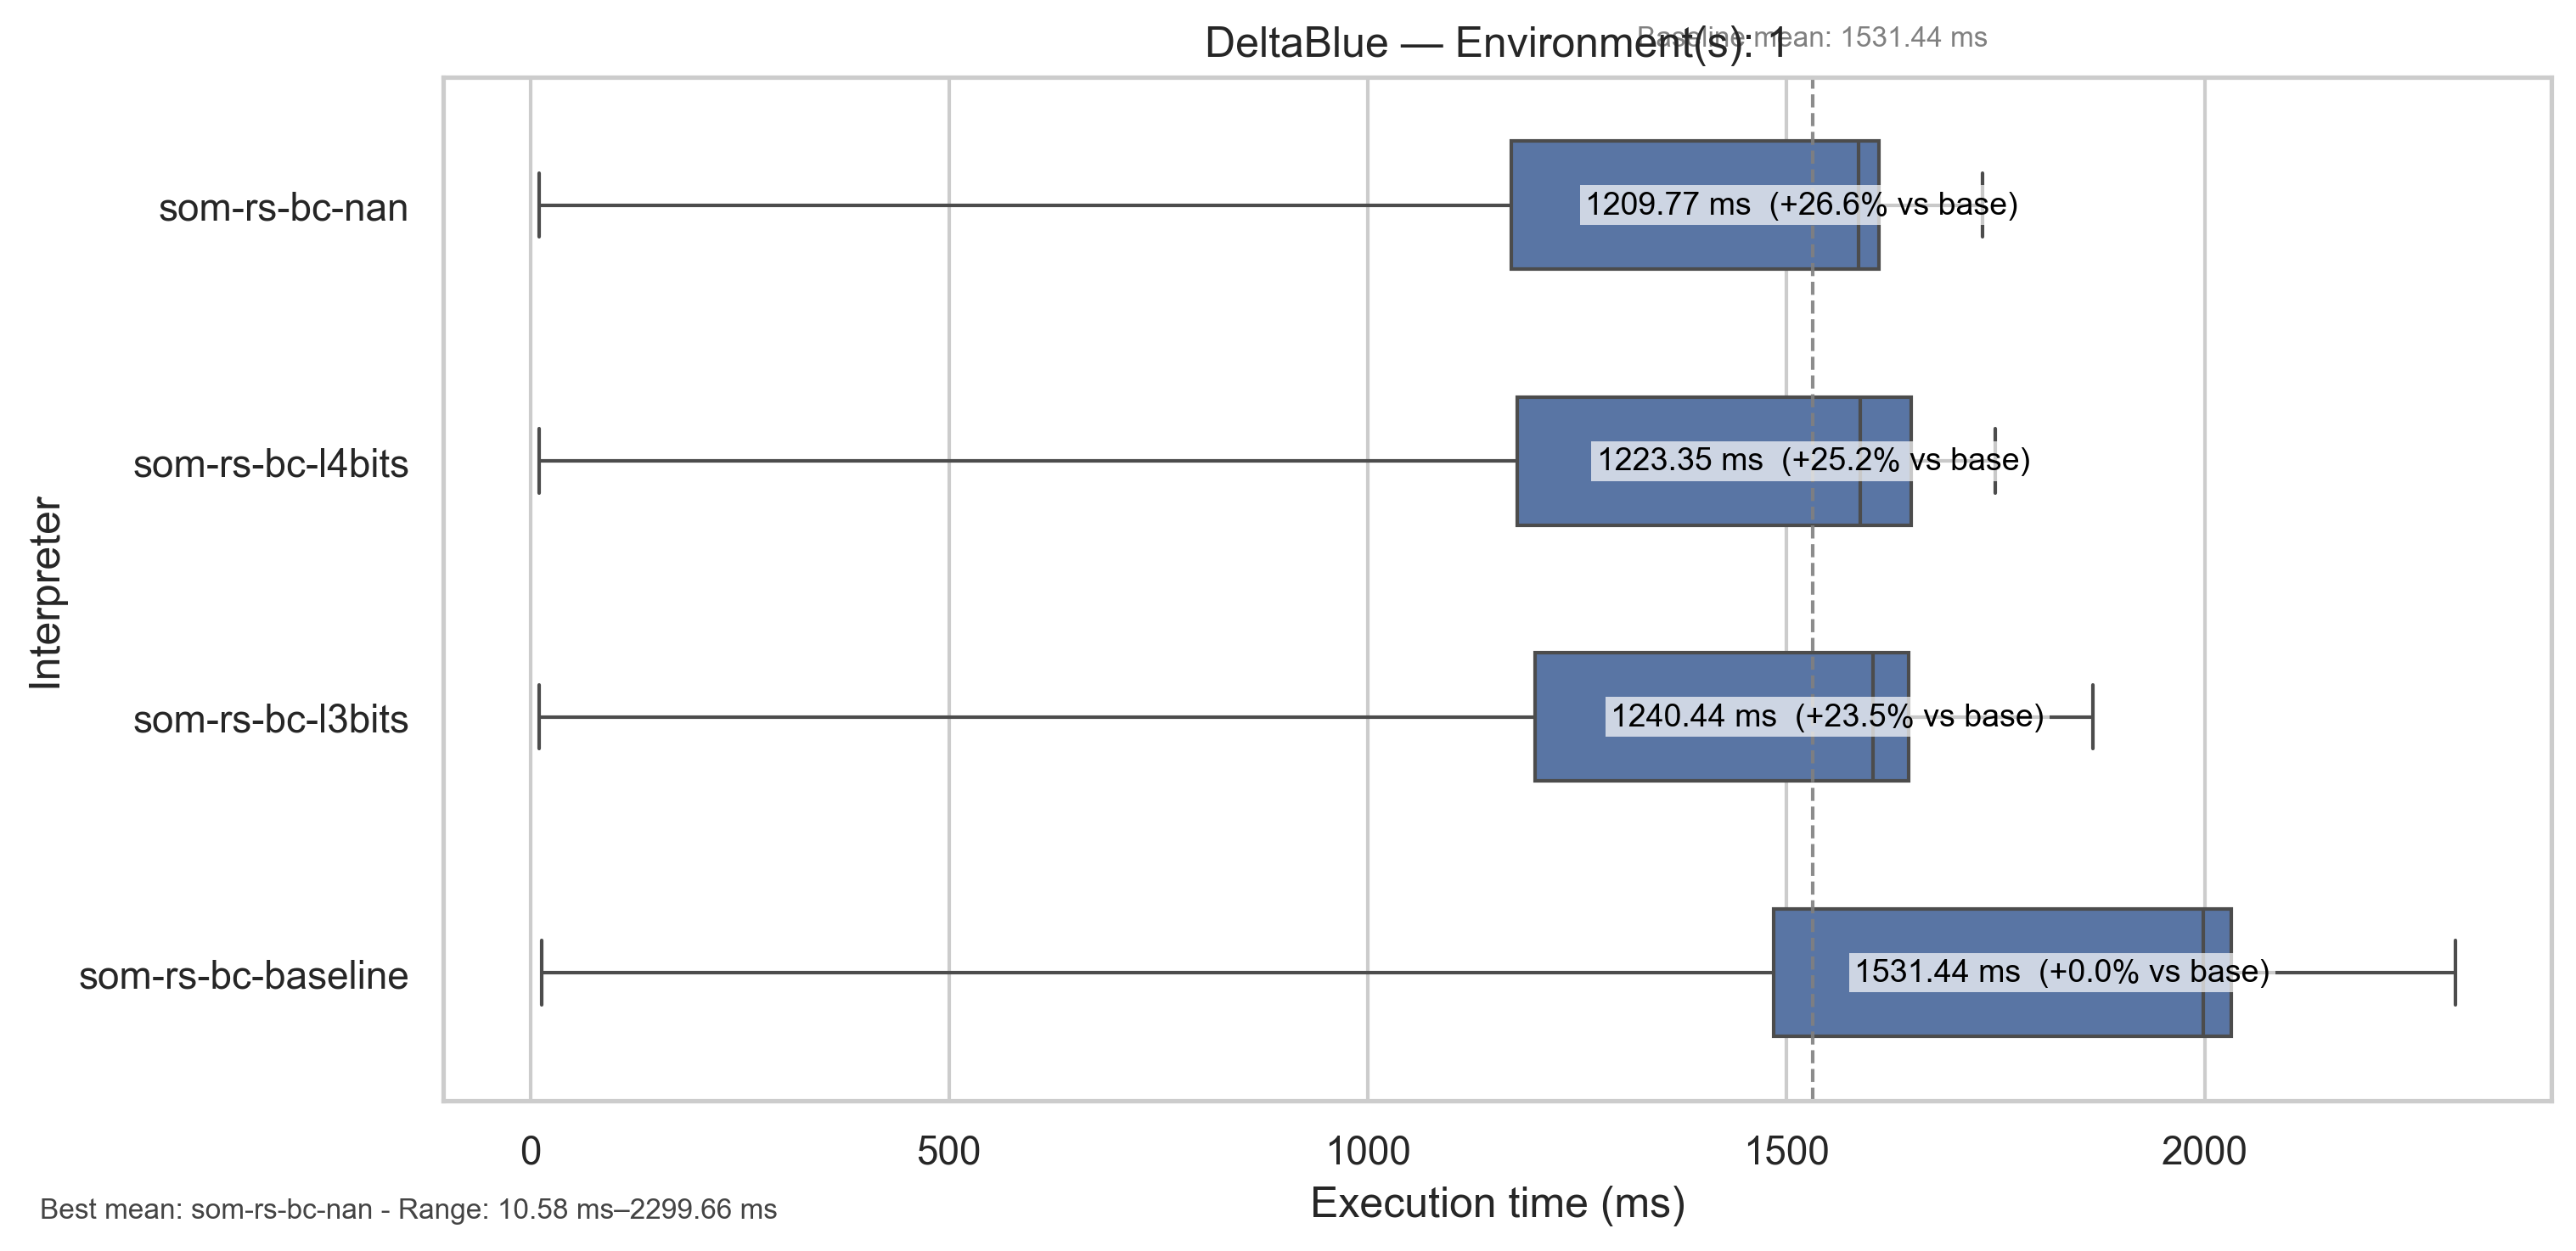 DeltaBlue — Environment(s): 1
Baseline mean: 1531.44 ms
som-rs-bc-nan
1209.77 ms (+26.6% vs base)
som-rs-bc-l4bits
1223.35 ms (+25.2% vs base)
Interpreter
som-rs-bc-l3bits
1240.44 ms (+23.5% vs base)
som-rs-bc-baseline
1531.44 ms (+0.0% vs base)
0 500 1000 1500 2000
Execution time (ms)
Best mean: som-rs-bc-nan - Range: 10.58 ms–2299.66 ms